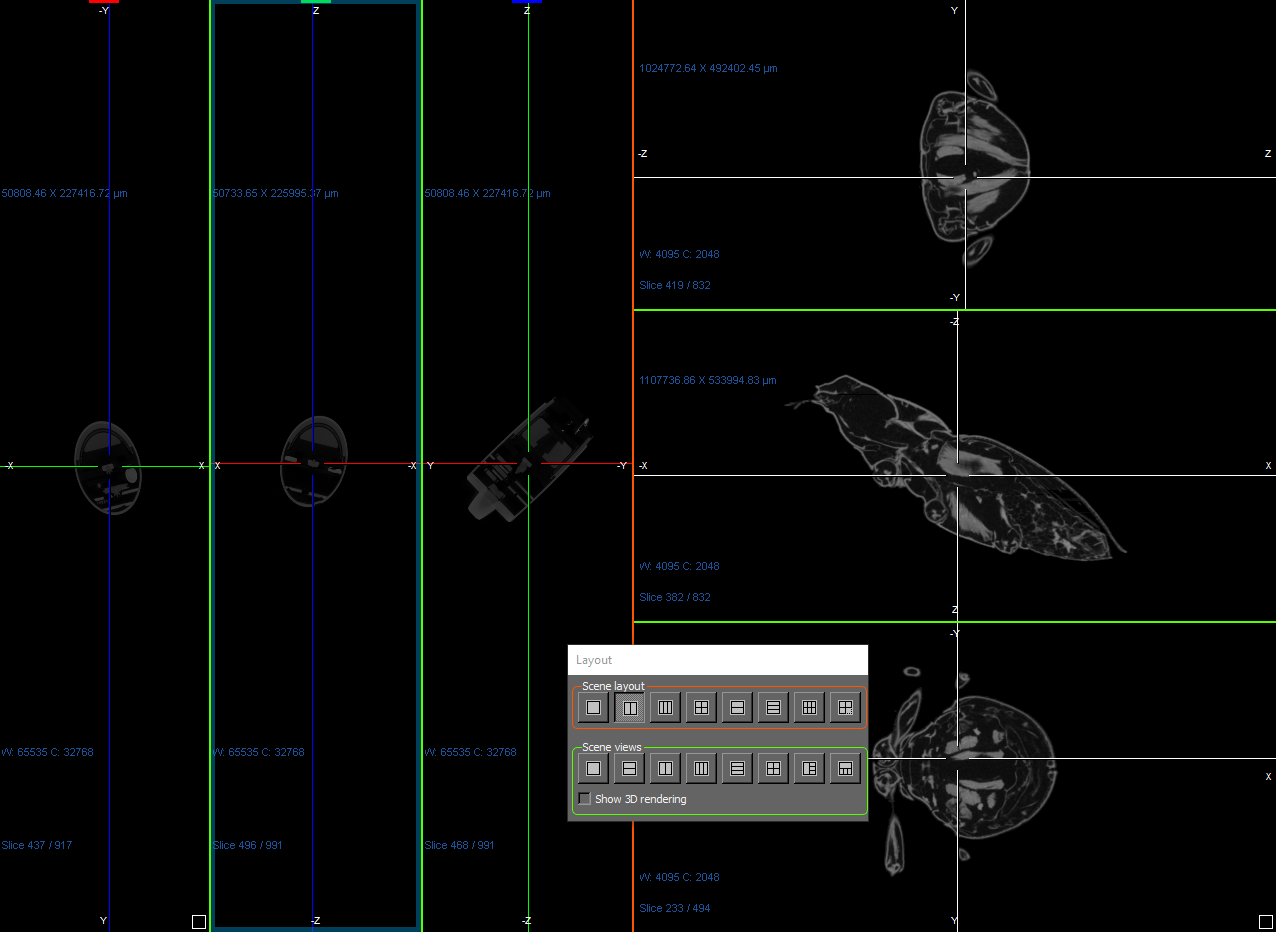 -Y
50808.46 X 227416.72 µm
-X
X
W: 65535 C: 32768
Slice 437 / 917
Y
Z
50733.65 X 225995.37 µm
X
-X
W: 65535 C: 32768
Slice 496 / 991
-Z
Z
50808.46 X 227416.72 µm
Y
-Y
W: 65535 C: 32768
Slice 468 / 991
-Z
Y
1024772.64 X 492402.45 µm
-Z
Z
W: 4095 C: 2048
Slice 419 / 832
-Y
-Z
1107736.86 X 533994.83 µm
-X
X
W: 4095 C: 2048
Slice 382 / 832
Z
-Y
X
W: 4095 C: 2048
Slice 233 / 494
Y
Layout
Scene layout
Scene views
Show 3D rendering